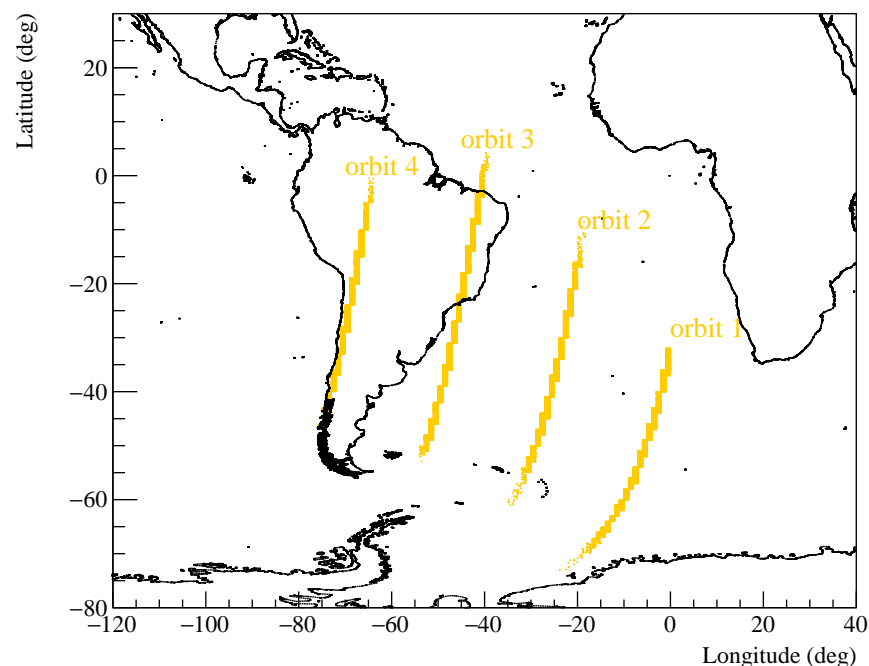 Latitude (deg)
20
0
−20
−40
−60
−80
orbit 3
orbit 4
orbit 2
orbit 1
−120 −100 −80 −60 −40 −20 0 20 40
Longitude (deg)